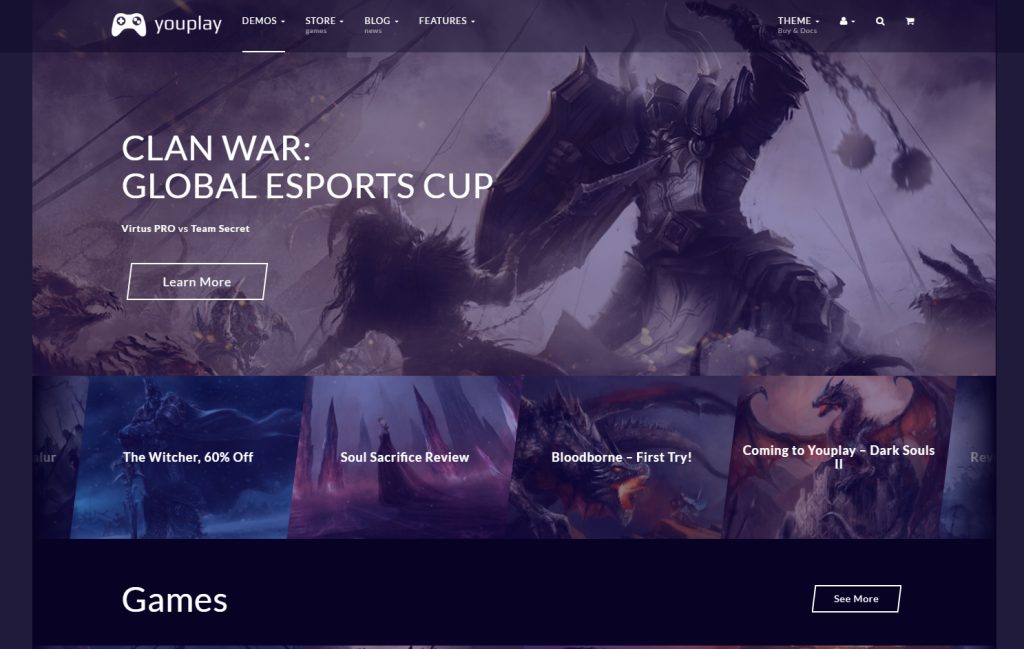 youplay
DEMOS
STORE
games
BLOG
news
FEATURES
THEME
Buy & Docs
CLAN WAR:
GLOBAL ESPORTS CUP
Virtus PRO vs Team Secret
Learn More
alur
The Witcher, 60% Off
Soul Sacrifice Review
Bloodborne – First Try!
Coming to Youplay – Dark Souls
II
Rev
Games
See More